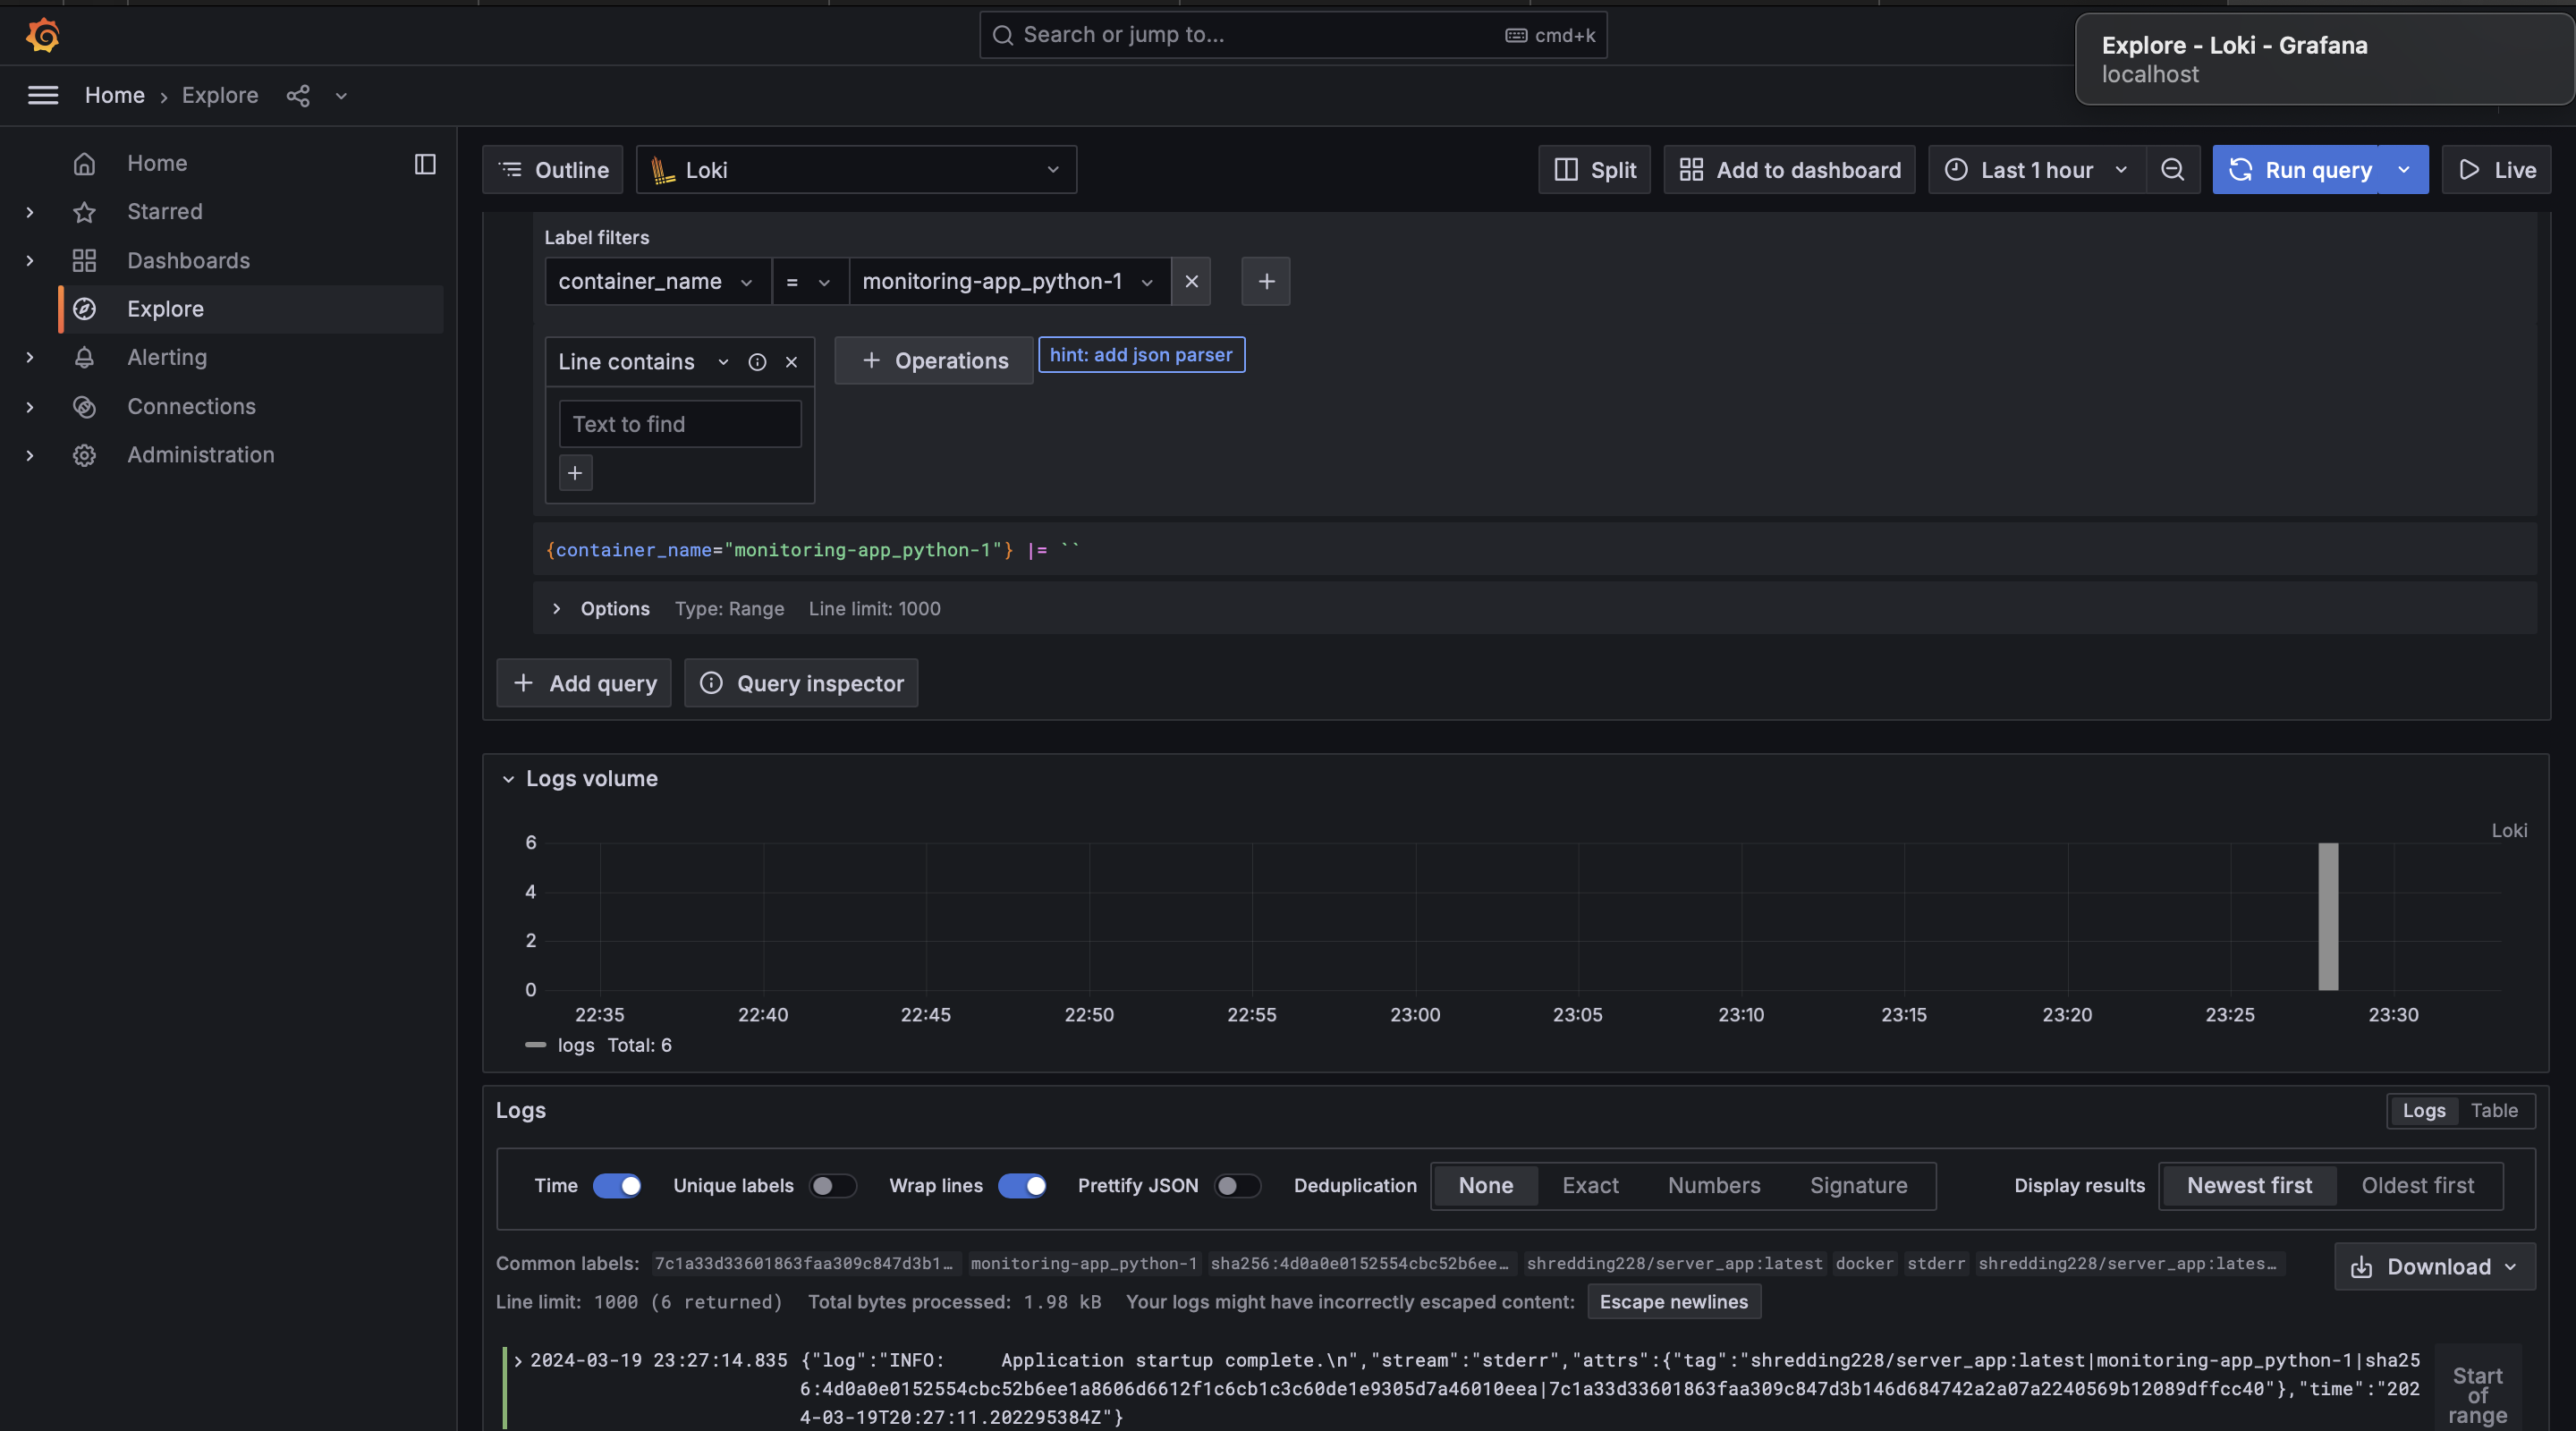 Search or jump to...
cmd+k
Explore - Loki - Grafana
localhost
Home › Explore
Home
Starred
Dashboards
Explore
Alerting
Connections
Administration
Outline
Loki
Split
Add to dashboard
Last 1 hour
Run query
Live
Label filters
container_name = monitoring-app_python-1
Line contains
+ Operations
hint: add json parser
Text to find
{container_name="monitoring-app_python-1"} |= ``
Options Type: Range Line limit: 1000
+ Add query
Query inspector
Logs volume
Loki
6
4
2
0
22:35 22:40 22:45 22:50 22:55 23:00 23:05 23:10 23:15 23:20 23:25 23:30
logs Total: 6
Logs
Logs Table
Time Unique labels Wrap lines Prettify JSON Deduplication None Exact Numbers Signature Display results Newest first Oldest first
Common labels: 7c1a33d33601863faa309c847d3b1… monitoring-app_python-1 sha256:4d0a0e0152554cbc52b6ee… shredding228/server_app:latest docker stderr shredding228/server_app:lates…
Download
Line limit: 1000 (6 returned) Total bytes processed: 1.98 kB Your logs might have incorrectly escaped content: Escape newlines
2024-03-19 23:27:14.835 {"log":"INFO:     Application startup complete.\n","stream":"stderr","attrs":{"tag":"shredding228/server_app:latest|monitoring-app_python-1|sha25
6:4d0a0e0152554cbc52b6ee1a8606d6612f1c6cb1c3c60de1e9305d7a46010eea|7c1a33d33601863faa309c847d3b146d684742a2a07a2240569b12089dffcc40"},"time":"202
4-03-19T20:27:11.202295384Z"}
Start
of
range